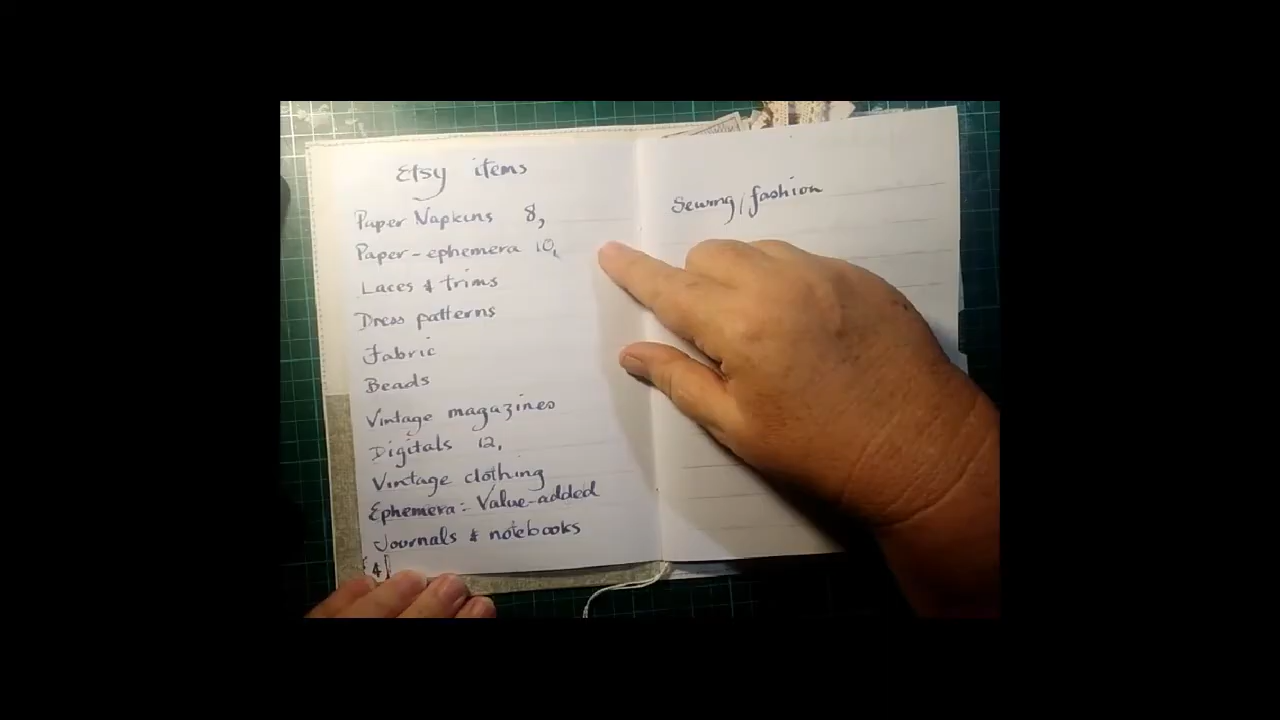 Etsy items
Paper Napkins 8,
Paper-ephemera 10,
Laces & trims
Dress patterns
Fabric
Beads
Vintage magazines
Digitals 12,
Vintage clothing
Ephemera:- Value-added
Journals & notebooks
4
Sewing/fashion